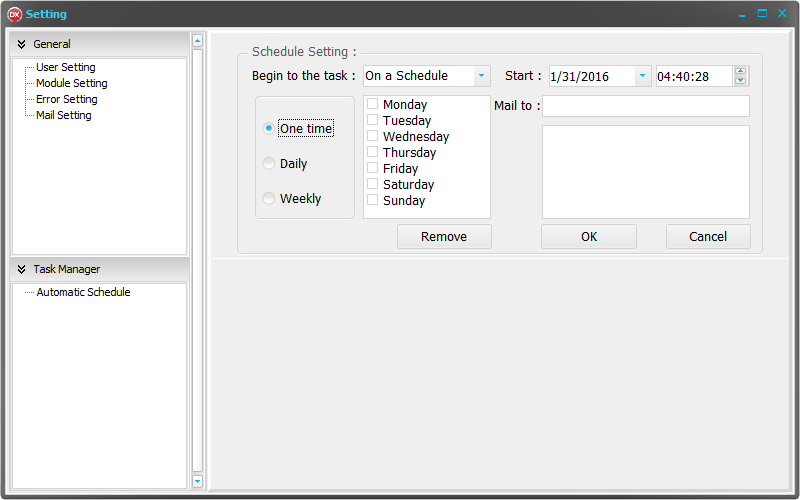 DX Setting
General
User Setting
Module Setting
Error Setting
Mail Setting
Task Manager
Automatic Schedule
Schedule Setting :
Begin to the task : On a Schedule Start : 1/31/2016 04:40:28
One time
Daily
Weekly
Monday
Tuesday
Wednesday
Thursday
Friday
Saturday
Sunday
Mail to :
Remove OK Cancel